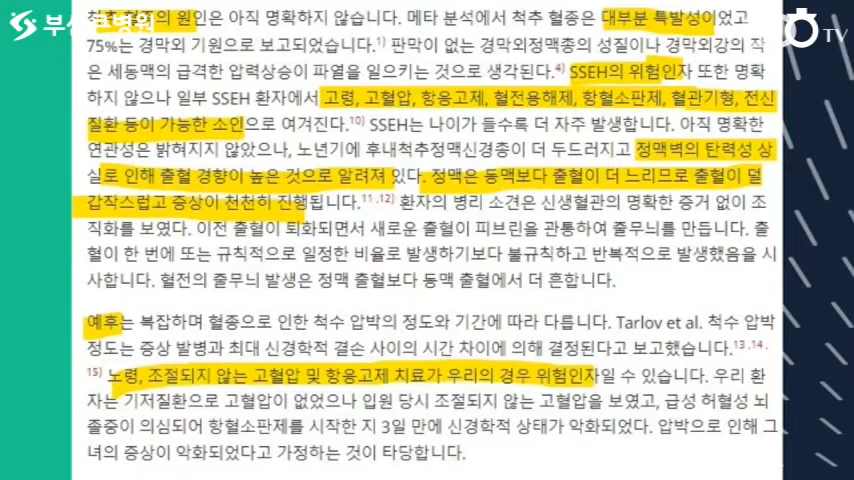 부산큰병원
TV
척추 혈종의 원인은 아직 명확하지 않습니다. 메타 분석에서 척추 혈종은 대부분 특발성이었고
75%는 경막외 기원으로 보고되었습니다.1) 판막이 없는 경막외정맥총의 성질이나 경막외강의 작
은 세동맥의 급격한 압력상승이 파열을 일으키는 것으로 생각된다.4) SSEH의 위험인자 또한 명확
하지 않으나 일부 SSEH 환자에서 고령, 고혈압, 항응고제, 혈전용해제, 항혈소판제, 혈관기형, 전신
질환 등이 가능한 소인으로 여겨진다.10) SSEH는 나이가 들수록 더 자주 발생합니다. 아직 명확한
연관성은 밝혀지지 않았으나, 노년기에 후내척추정맥신경종이 더 두드러지고 정맥벽의 탄력성 상
실로 인해 출혈 경향이 높은 것으로 알려져 있다. 정맥은 동맥보다 출혈이 더 느리므로 출혈이 덜
갑작스럽고 증상이 천천히 진행됩니다.11,12) 환자의 병리 소견은 신생혈관의 명확한 증거 없이 조
직화를 보였다. 이전 출혈이 퇴화되면서 새로운 출혈이 피브린을 관통하여 줄무늬를 만듭니다. 출
혈이 한 번에 또는 규칙적으로 일정한 비율로 발생하기보다 불규칙하고 반복적으로 발생했음을 시
사합니다. 혈전의 줄무늬 발생은 정맥 출혈보다 동맥 출혈에서 더 흔합니다.
예후는 복잡하며 혈종으로 인한 척수 압박의 정도와 기간에 따라 다릅니다. Tarlov et al. 척수 압박
정도는 증상 발병과 최대 신경학적 결손 사이의 시간 차이에 의해 결정된다고 보고했습니다.13,14,
15) 노령, 조절되지 않는 고혈압 및 항응고제 치료가 우리의 경우 위험인자일 수 있습니다. 우리 환
자는 기저질환으로 고혈압이 없었으나 입원 당시 조절되지 않는 고혈압을 보였고, 급성 허혈성 뇌
졸증이 의심되어 항혈소판제를 시작한 지 3일 만에 신경학적 상태가 악화되었다. 압박으로 인해 그
녀의 증상이 악화되었다고 가정하는 것이 타당합니다.